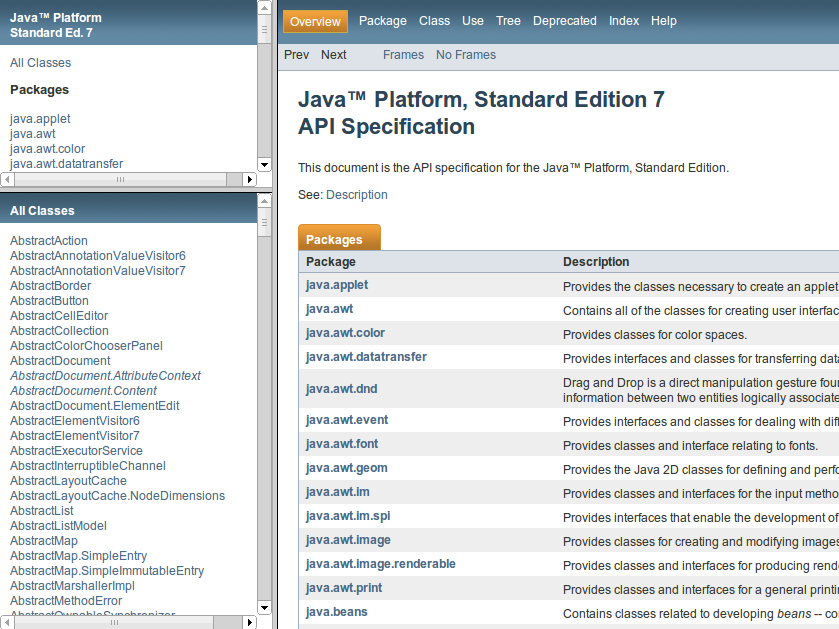 Java™ Platform
Standard Ed. 7
All Classes
Packages
java.applet
java.awt
java.awt.color
java.awt.datatransfer
All Classes
AbstractAction
AbstractAnnotationValueVisitor6
AbstractAnnotationValueVisitor7
AbstractBorder
AbstractButton
AbstractCellEditor
AbstractCollection
AbstractColorChooserPanel
AbstractDocument
AbstractDocument.AttributeContext
AbstractDocument.Content
AbstractDocument.ElementEdit
AbstractElementVisitor6
AbstractElementVisitor7
AbstractExecutorService
AbstractInterruptibleChannel
AbstractLayoutCache
AbstractLayoutCache.NodeDimensions
AbstractList
AbstractListModel
AbstractMap
AbstractMap.SimpleEntry
AbstractMap.SimpleImmutableEntry
AbstractMarshallerImpl
AbstractMethodError
AbstractOwnableSynchronizer
Overview Package Class Use Tree Deprecated Index Help
Prev Next Frames No Frames
Java™ Platform, Standard Edition 7
API Specification
This document is the API specification for the Java™ Platform, Standard Edition.
See: Description
Packages
Package Description
java.applet Provides the classes necessary to create an applet
java.awt Contains all of the classes for creating user
java.awt.color Provides classes for color spaces.
java.awt.datatransfer Provides interfaces and classes for transferring
java.awt.dnd Drag and Drop is a direct manipulation gesture
information between two entities logically
java.awt.event Provides interfaces and classes for dealing with
java.awt.font Provides classes and interface relating to fonts.
java.awt.geom Provides the Java 2D classes for defining and
java.awt.im Provides classes and interfaces for the input
java.awt.im.spi Provides interfaces that enable the development of
java.awt.image Provides classes for creating and modifying images
java.awt.image.renderable Provides classes and interfaces for producing
java.awt.print Provides classes and interfaces for a general
java.beans Contains classes related to developing beans --